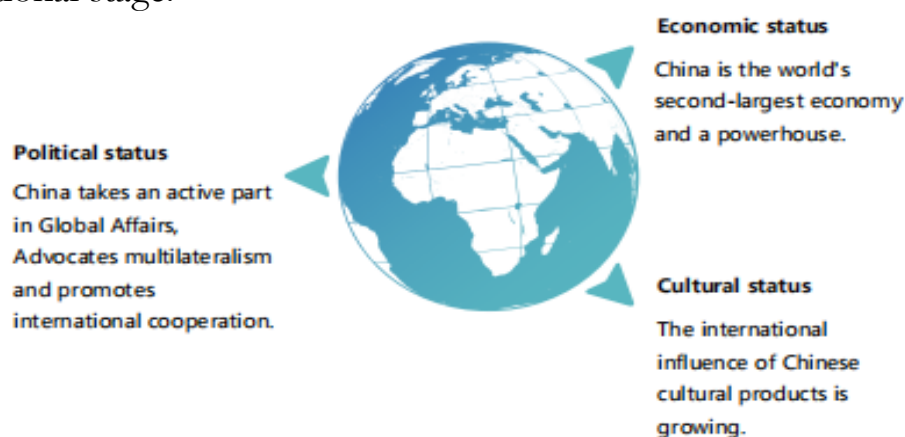 Economic status
China is the world's
second-largest economy
and a powerhouse.
Political status
China takes an active part
in Global Affairs,
Advocates multilateralism
and promotes
international cooperation.
Cultural status
The international
influence of Chinese
cultural products is
growing.